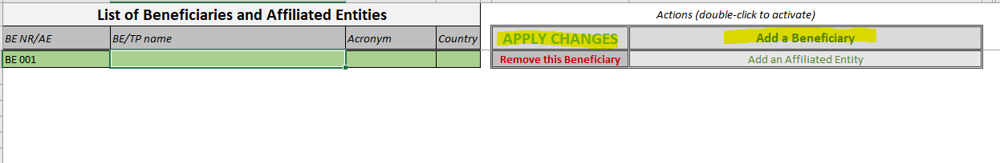 List of Beneficiaries and Affiliated Entities
Actions (double-click to activate)
BE NR/AE BE/TP name Acronym Country APPLY CHANGES Add a Beneficiary
BE 001 Remove this Beneficiary Add an Affiliated Entity